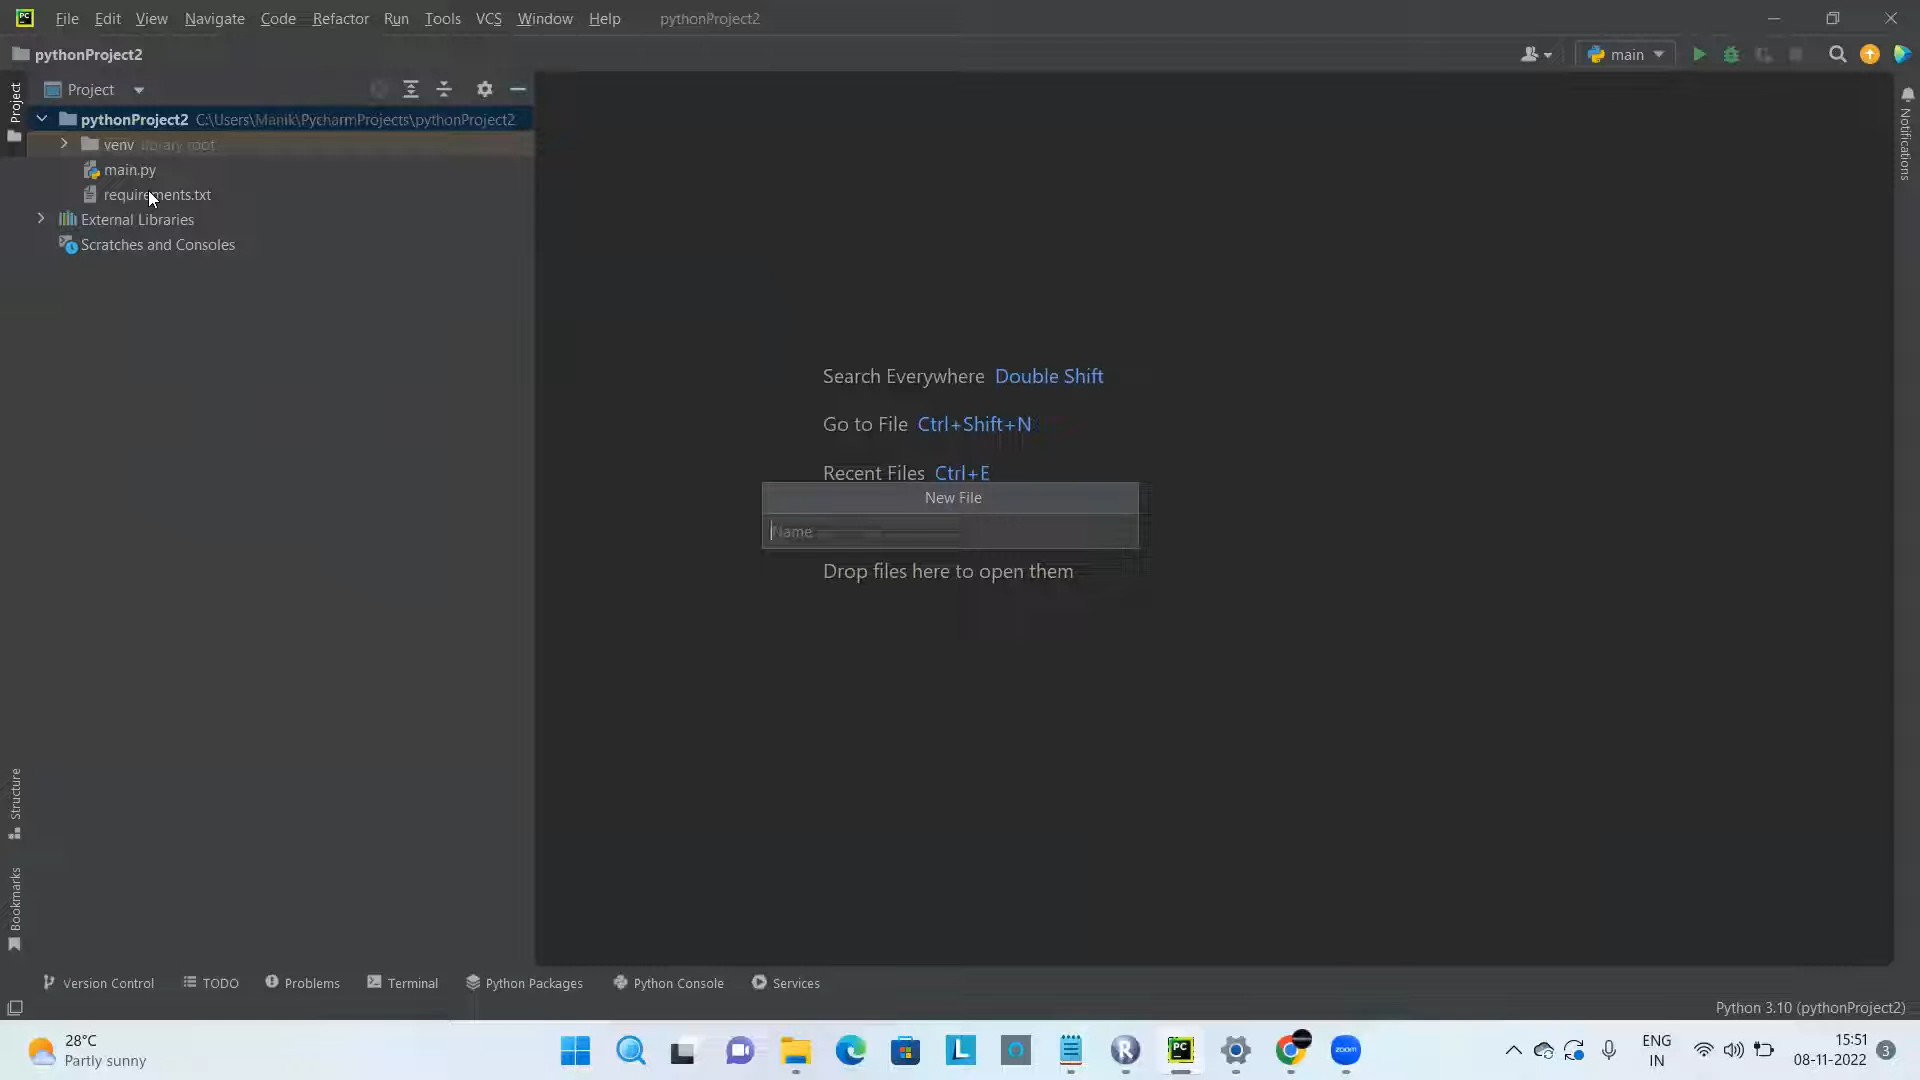 File Edit View Navigate Code Refactor Run Tools VCS Window Help pythonProject2
pythonProject2
main
Project
Project
pythonProject2 C:\Users\Manik\PycharmProjects\pythonProject2
venv library root
main.py
requirements.txt
External Libraries
Scratches and Consoles
Notifications
Search Everywhere Double Shift
Go to File Ctrl+Shift+N
Recent Files Ctrl+E
New File
Name
Drop files here to open them
Structure
Bookmarks
Version Control TODO Problems Terminal Python Packages Python Console Services
Python 3.10 (pythonProject2)
28°C
Partly sunny
PC
L
R
PC
zoom
ENG
IN
15:51
08-11-2022
3